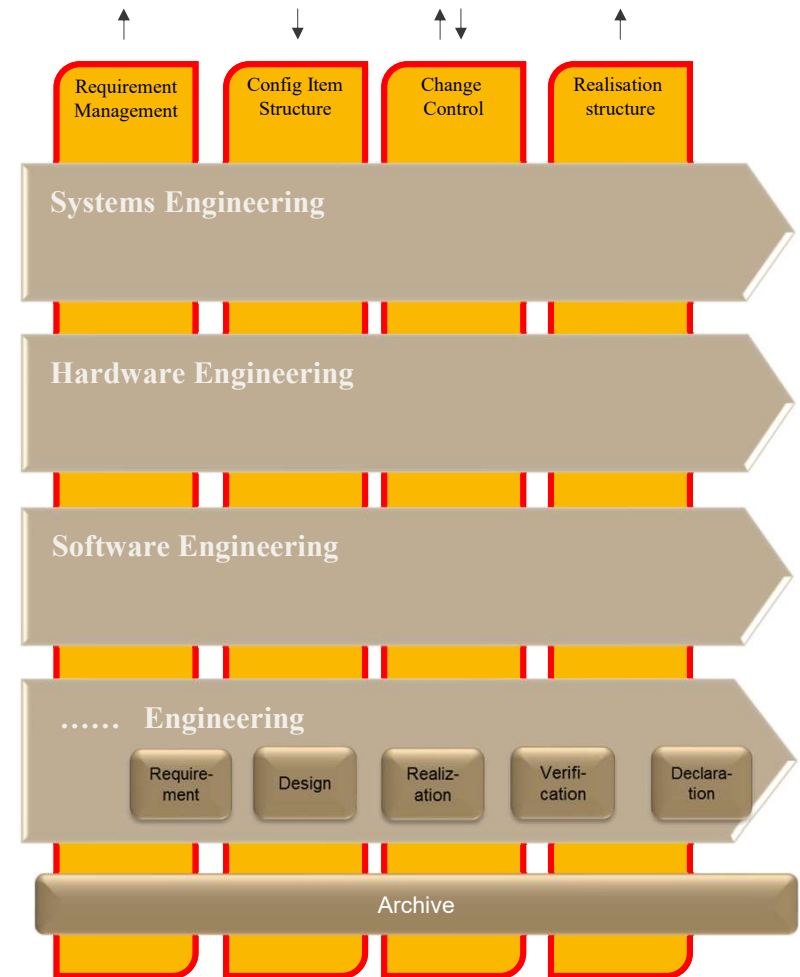 Requirement
Management
Config Item
Structure
Change
Control
Realisation
structure
Systems Engineering
Hardware Engineering
Software Engineering
…… Engineering
Require-
ment
Design
Realiz-
ation
Verifi-
cation
Declara-
tion
Archive